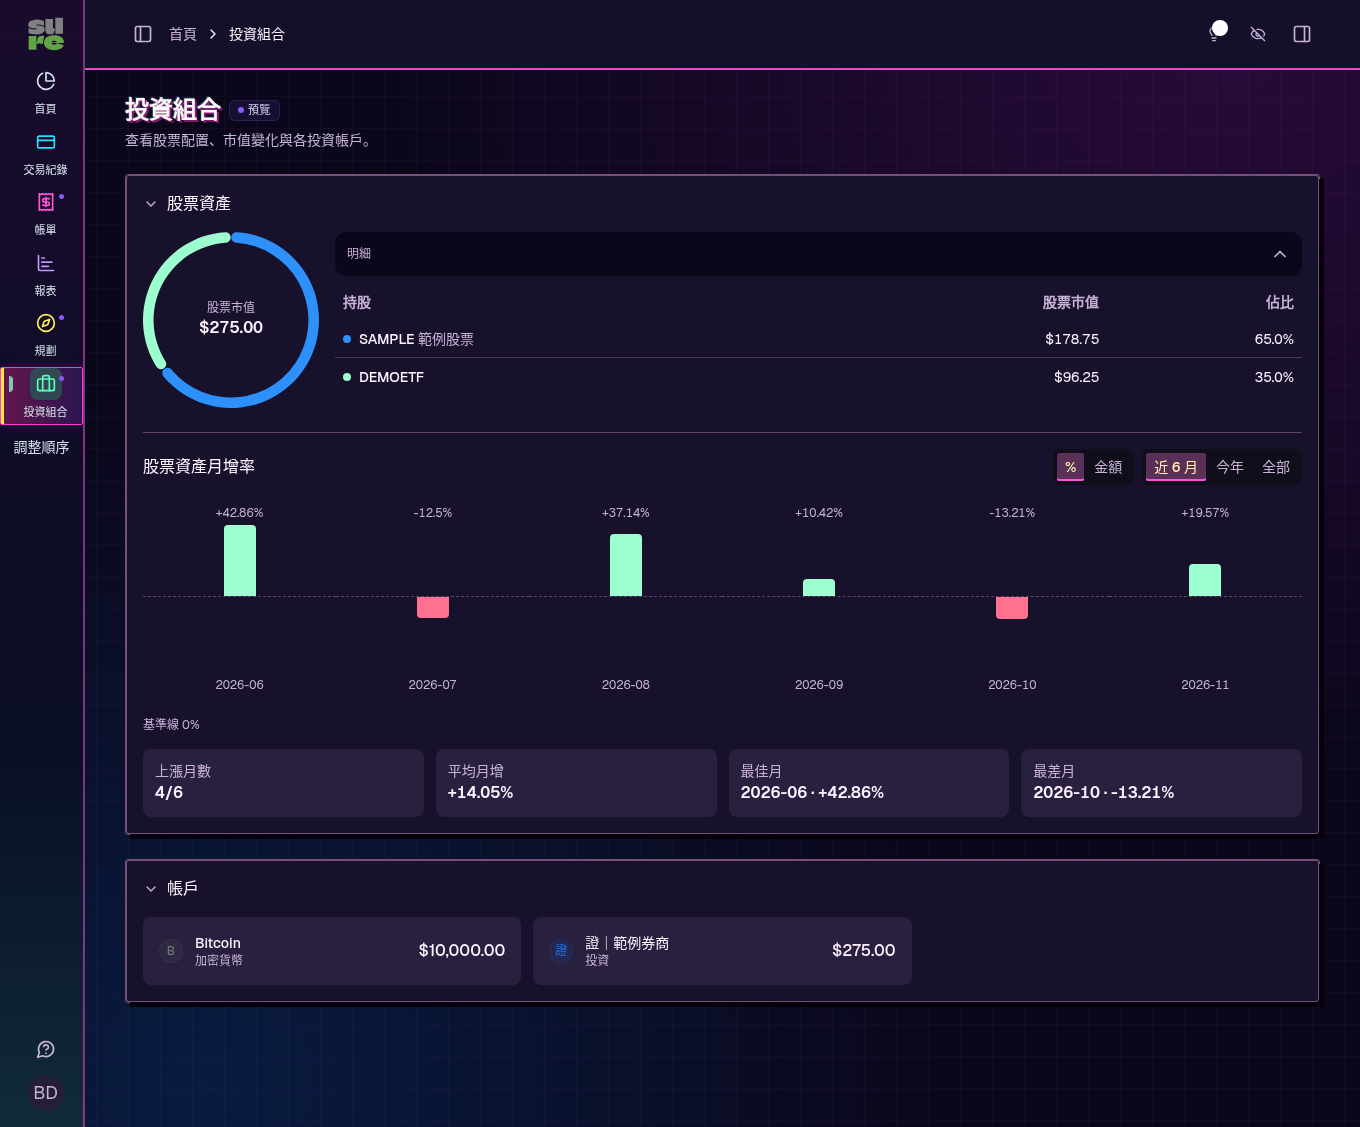 sure
首頁
交易紀錄
帳單
報表
規劃
投資組合
調整順序
BD
首頁 投資組合
投資組合 預覽
查看股票配置、市值變化與各投資帳戶。
股票資產
股票市值
$275.00
明細
持股 股票市值 佔比
SAMPLE 範例股票 $178.75 65.0%
DEMOETF $96.25 35.0%
股票資產月增率
% 金額 近 6 月 今年 全部
+42.86% -12.5% +37.14% +10.42% -13.21% +19.57%
2026-06 2026-07 2026-08 2026-09 2026-10 2026-11
基準線 0%
上漲月數
4/6
平均月增
+14.05%
最佳月
2026-06 · +42.86%
最差月
2026-10 · -13.21%
帳戶
B
Bitcoin
加密貨幣
$10,000.00
證
證｜範例券商
投資
$275.00